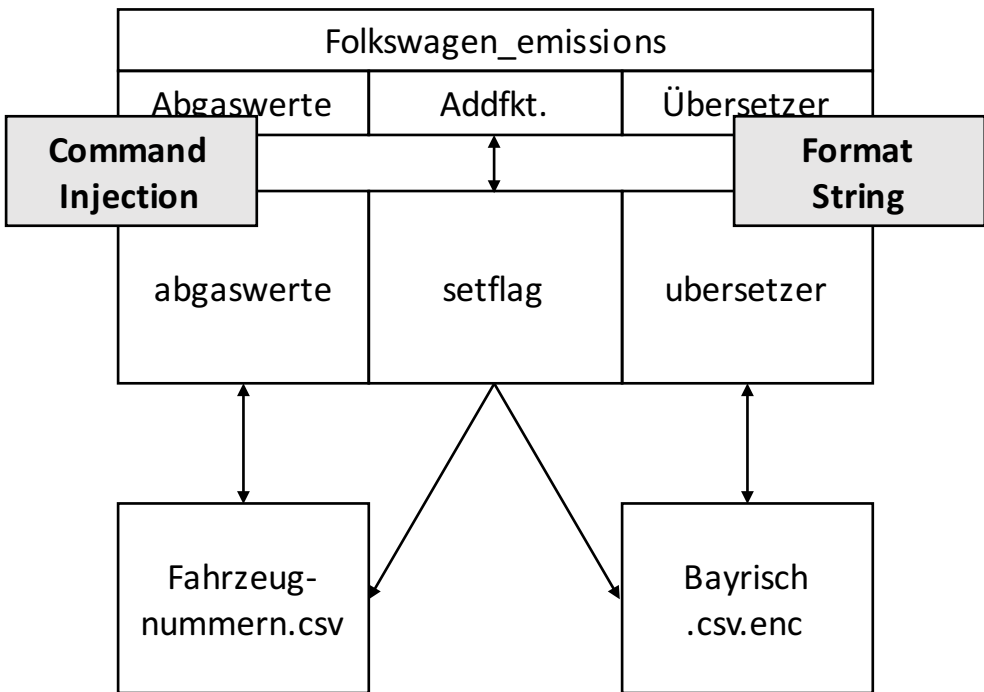 Folkswagen_emissions
Abgaswerte
Addfkt.
Übersetzer
Command
Injection
Format
String
abgaswerte
setflag
ubersetzer
Fahrzeug-
nummern.csv
Bayrisch
.csv.enc